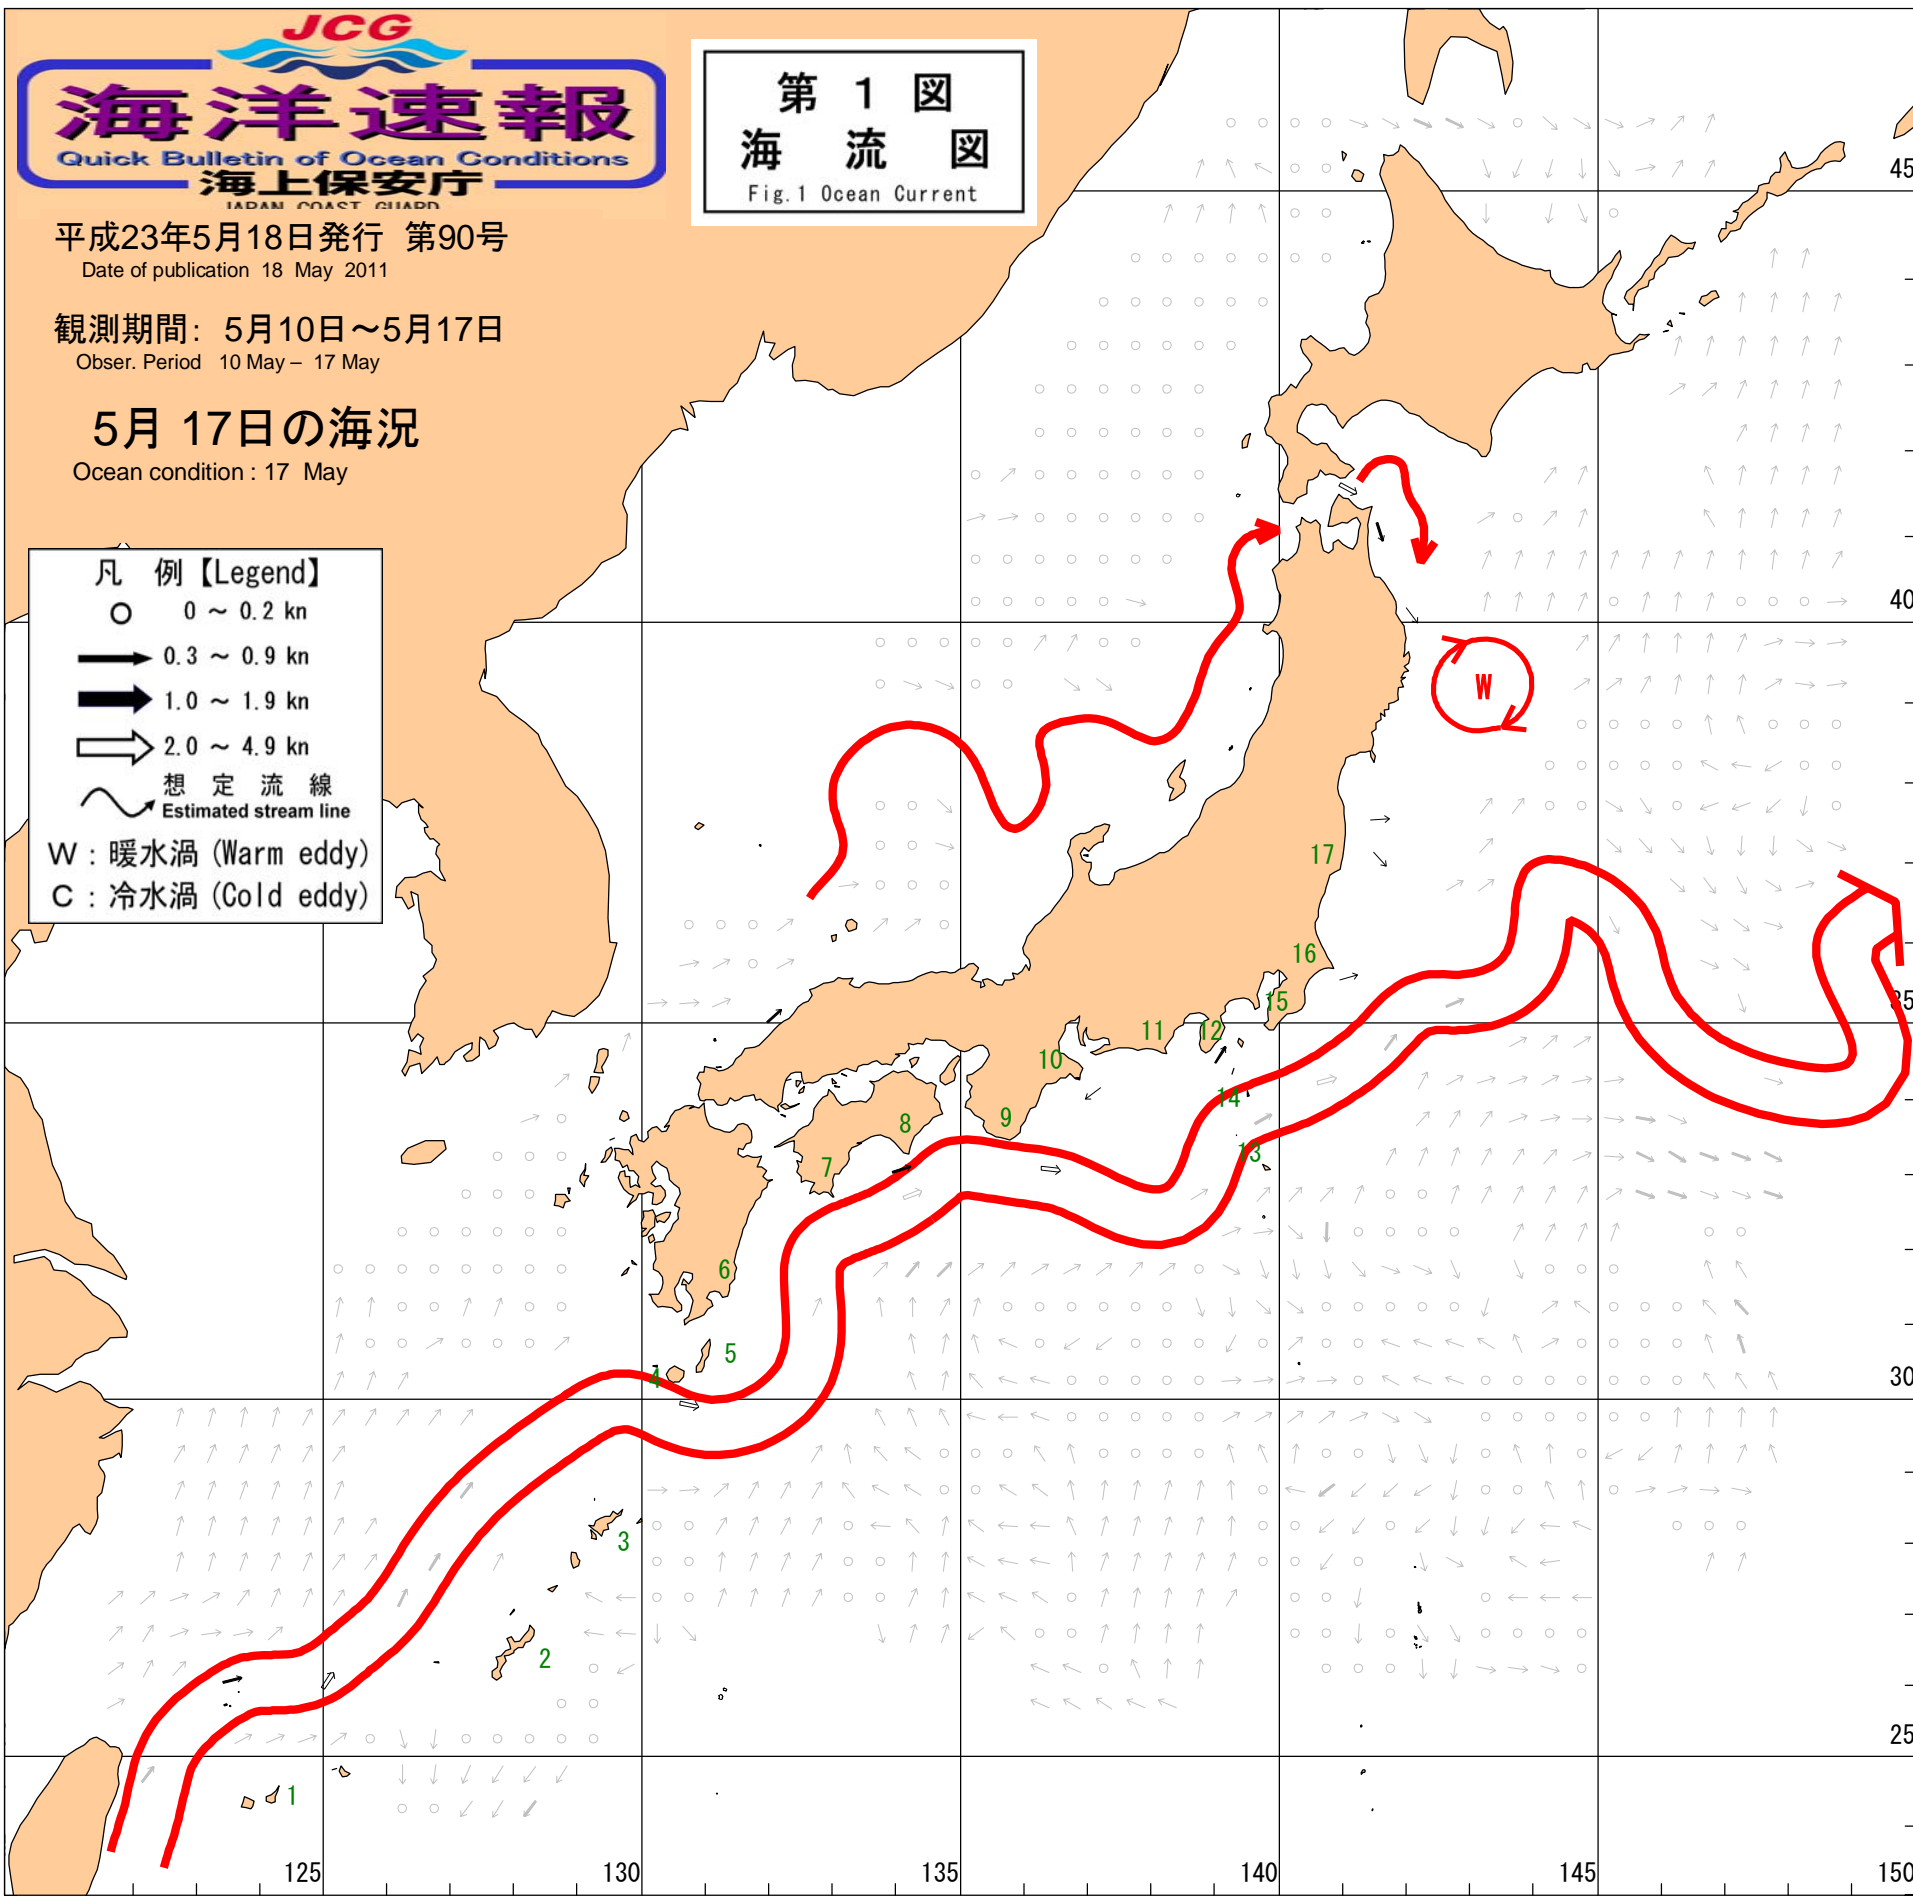 JCG
海洋速報
Quick Bulletin of Ocean Conditions
海上保安庁
JAPAN COAST GUARD
第 1 図
海 流 図
Fig.1 Ocean Current
平成23年5月18日発行 第90号
Date of publication 18 May 2011
観測期間: 5月10日～5月17日
Obser. Period 10 May – 17 May
5月 17日の海況
Ocean condition : 17 May
凡 例【Legend】
0 ～ 0.2 kn
0.3 ～ 0.9 kn
1.0 ～ 1.9 kn
2.0 ～ 4.9 kn
想 定 流 線
Estimated stream line
W : 暖水渦 (Warm eddy)
C : 冷水渦 (Cold eddy)
45
40
W
17
16
35
15
11
12
10
14
9
8
13
7
6
5
4
30
3
2
25
1
125
130
135
140
145
150